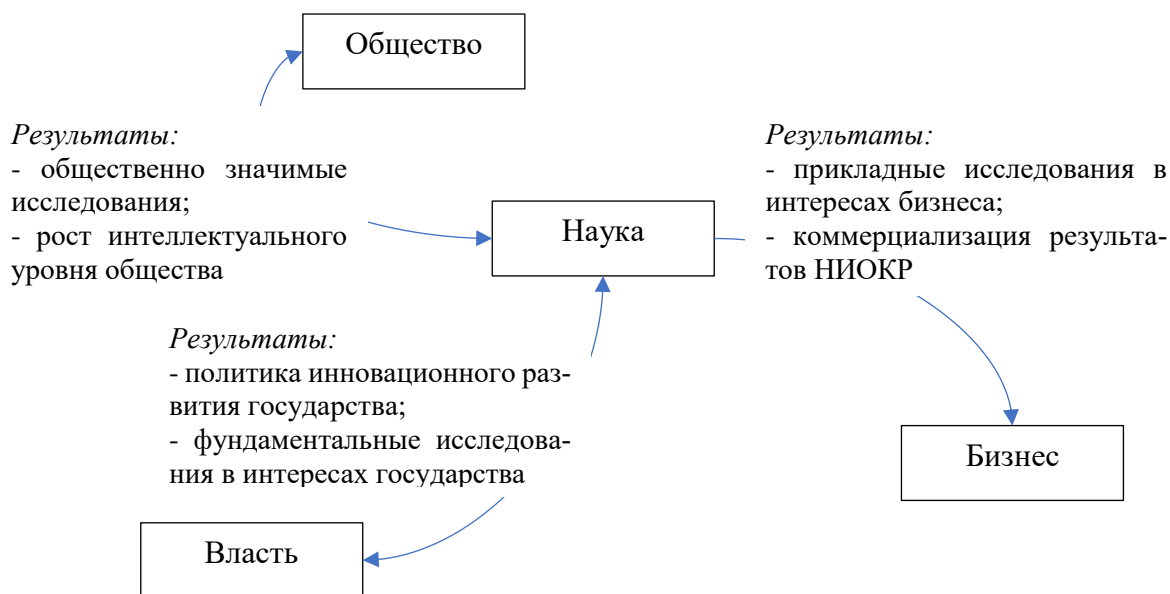 Общество
Результаты:
- общественно значимые
исследования;
- рост интеллектуального
уровня общества
Наука
Результаты:
- прикладные исследования в
интересах бизнеса;
- коммерциализация результа-
тов НИОКР
Результаты:
- политика инновационного раз-
вития государства;
- фундаментальные исследова-
ния в интересах государства
Бизнес
Власть